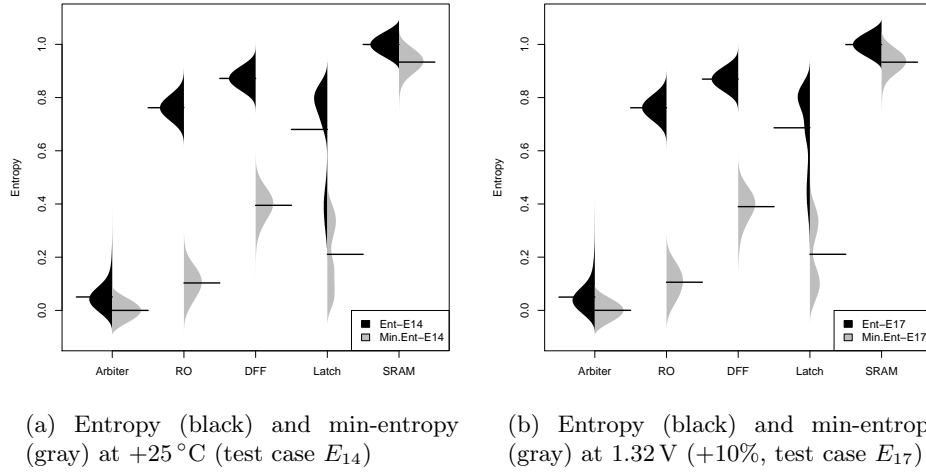 Entropy
1.0
0.8
0.6
0.4
0.2
0.0
Ent−E14
Min.Ent−E14
Arbiter RO DFF Latch SRAM
(a) Entropy (black) and min-entropy
(gray) at +25 °C (test case E14)
Entropy
1.0
0.8
0.6
0.4
0.2
0.0
Ent−E17
Min.Ent−E17
Arbiter RO DFF Latch SRAM
(b) Entropy (black) and min-entrop
(gray) at 1.32 V (+10%, test case E17)